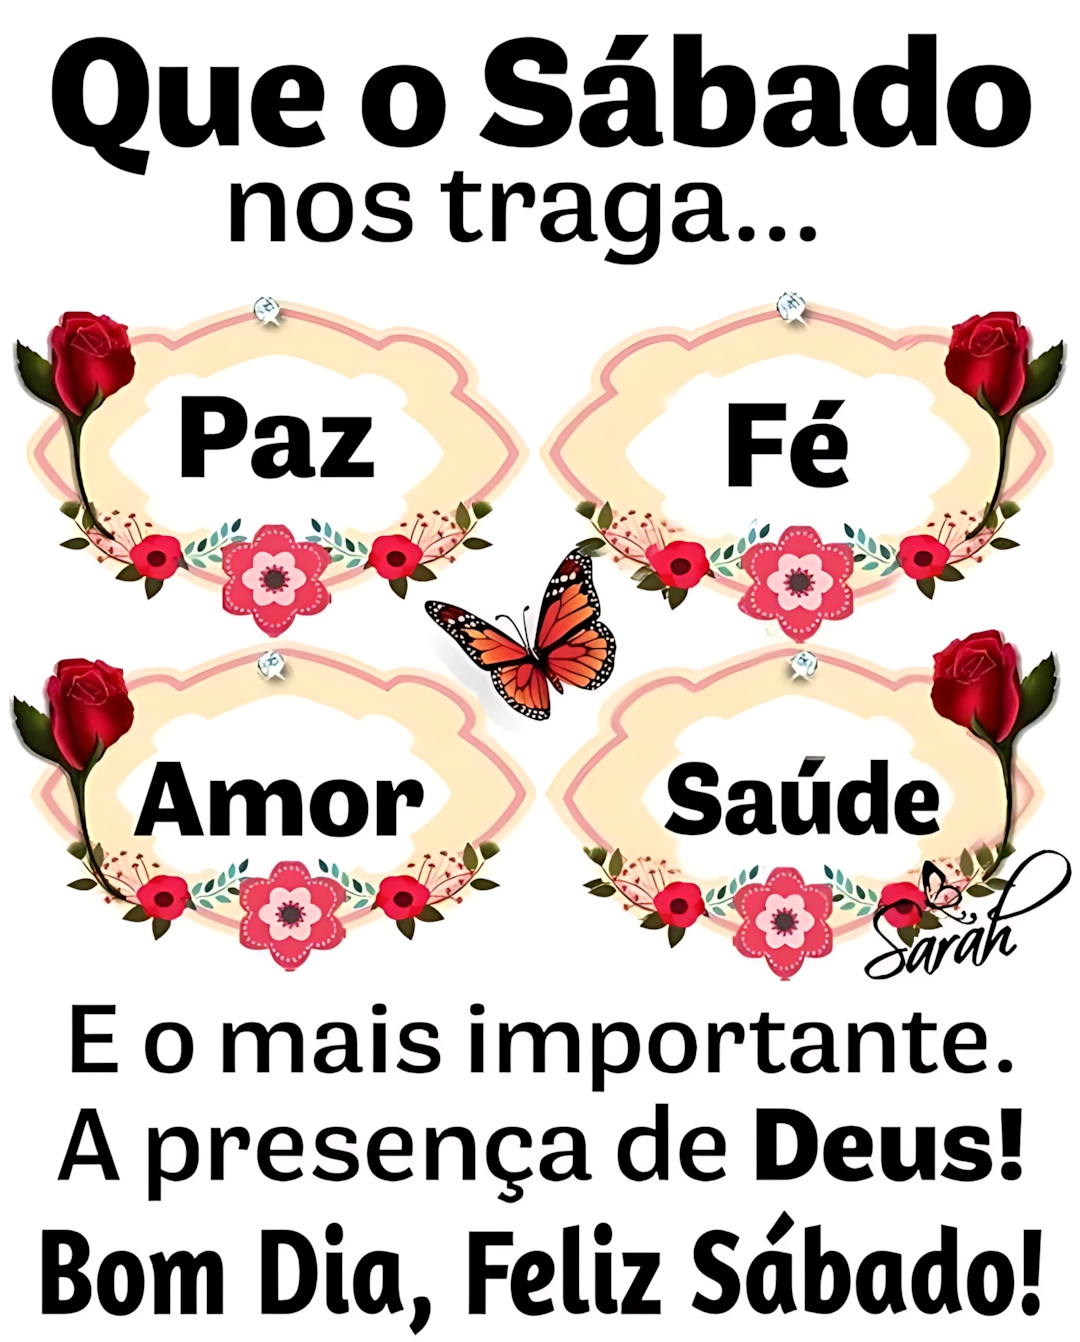 Que o Sábado
nos traga...
Paz
Fé
Amor
Saúde
Sarah
E o mais importante.
A presença de Deus!
Bom Dia, Feliz Sábado!